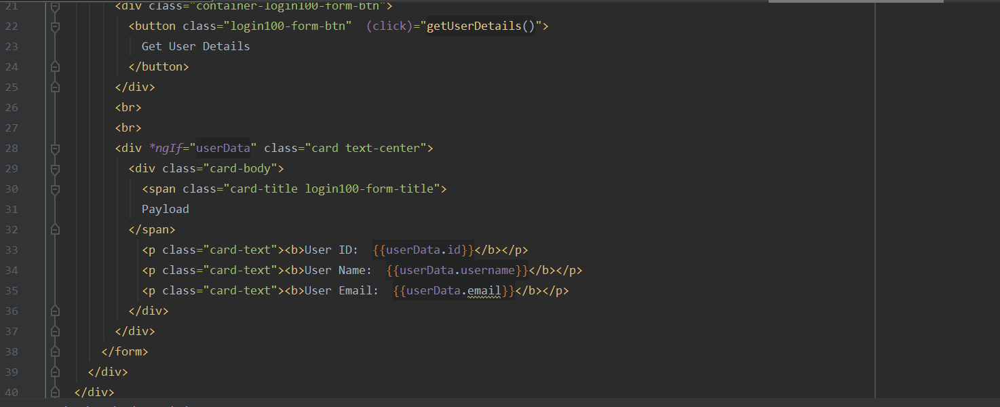 21 <div class="container-login100-form-btn">
22 <button class="login100-form-btn"  (click)="getUserDetails()">
23 Get User Details
24 </button>
25 </div>
26 <br>
27 <br>
28 <div *ngIf="userData" class="card text-center">
29 <div class="card-body">
30 <span class="card-title login100-form-title">
31 Payload
32 </span>
33 <p class="card-text"><b>User ID:  {{userData.id}}</b></p>
34 <p class="card-text"><b>User Name:  {{userData.username}}</b></p>
35 <p class="card-text"><b>User Email:  {{userData.email}}</b></p>
36 </div>
37 </div>
38 </form>
39 </div>
40 </div>